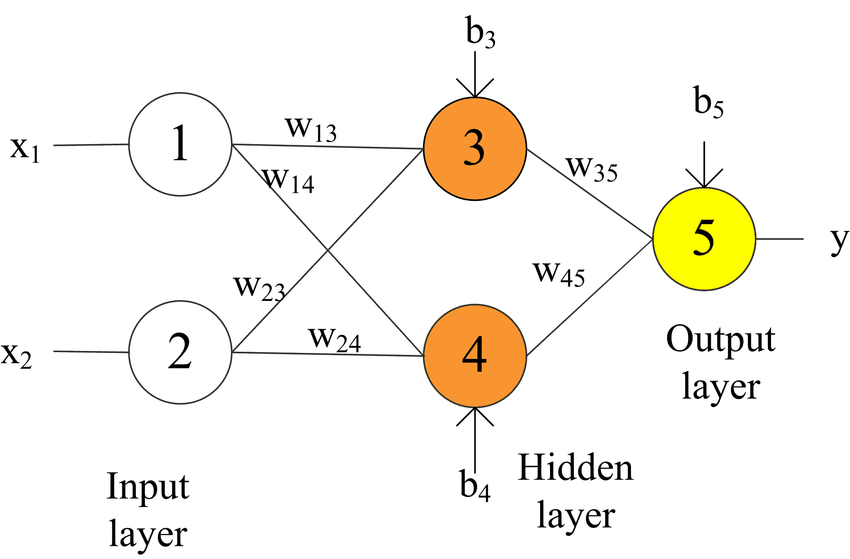 b₃
x₁
1
w₁₃
3
b₅
w₁₄
w₃₅
5
y
w₂₃
w₄₅
x₂
2
w₂₄
4
Output
layer
b₄
Hidden
layer
Input
layer